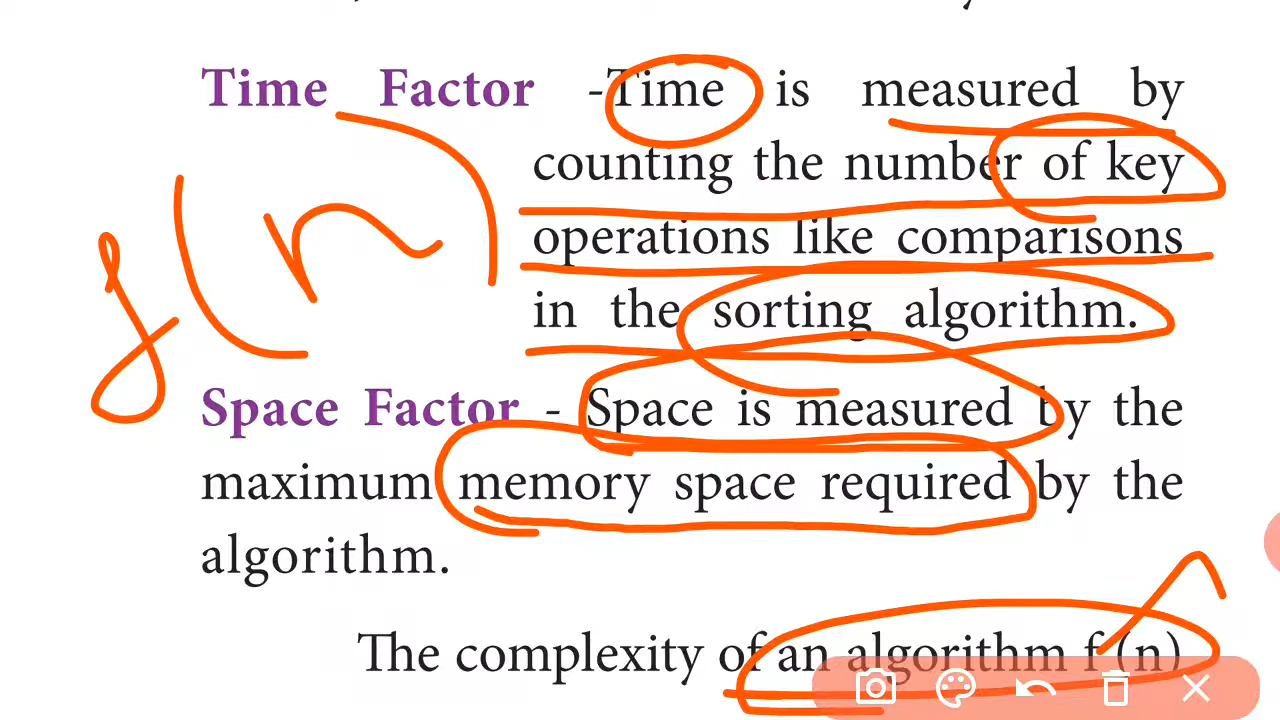 Time Factor -Time is measured by
counting the number of key
operations like comparisons
in the sorting algorithm.
f(n)
Space Factor - Space is measured by the
maximum memory space required by the
algorithm.
The complexity of an algorithm f (n)